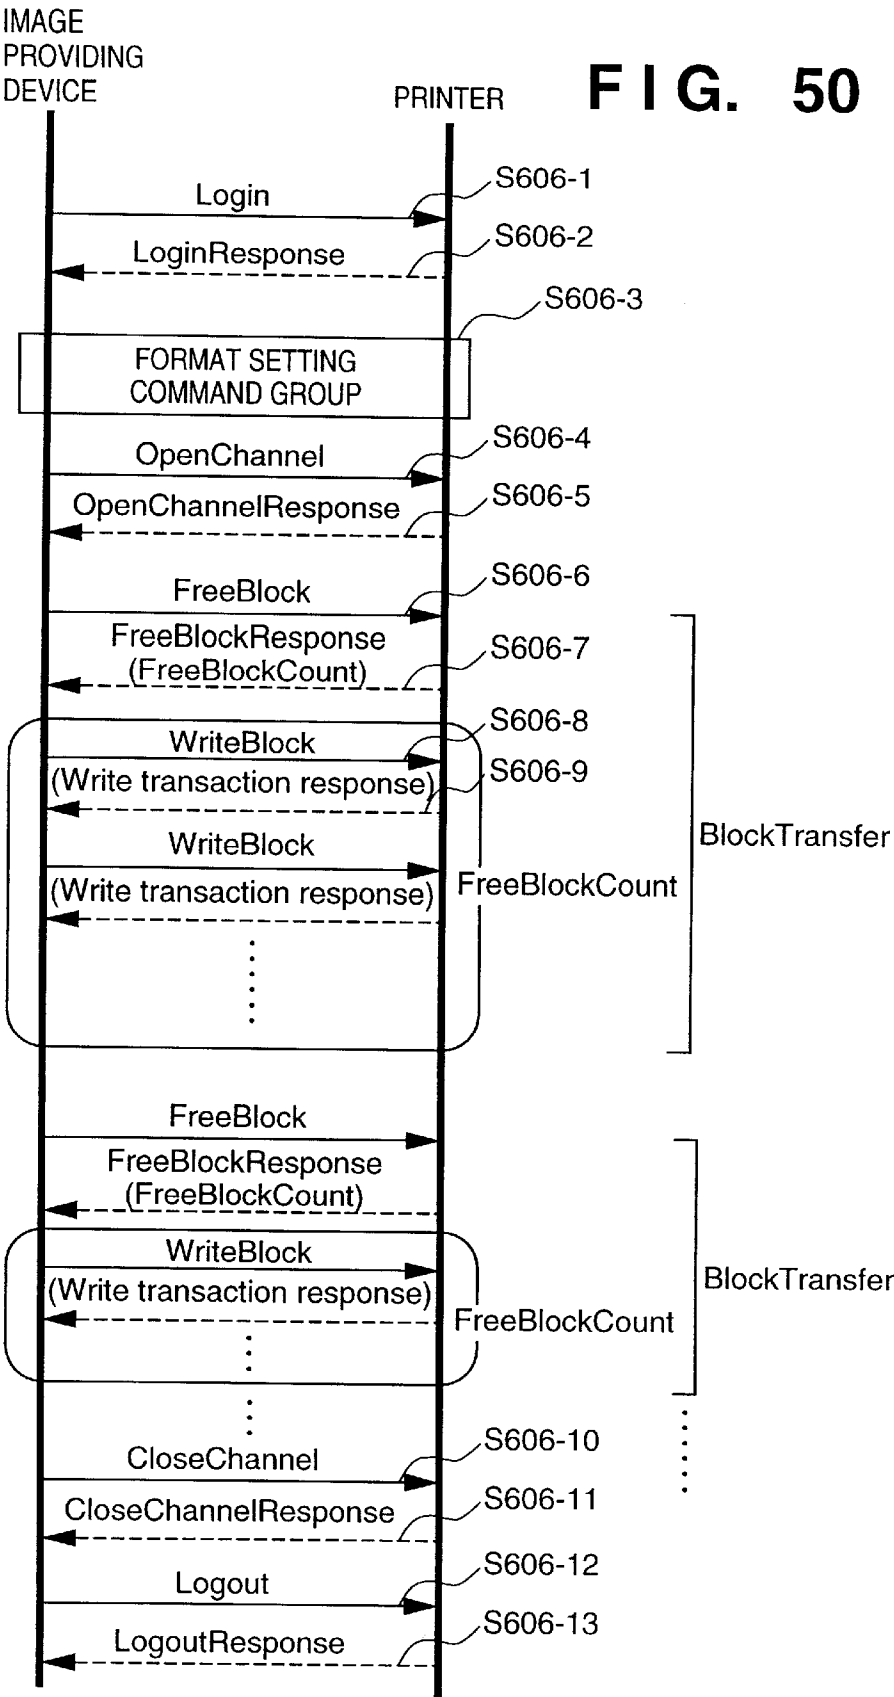 IMAGE
PROVIDING
DEVICE
PRINTER
FIG. 50
Login
S606-1
LoginResponse
S606-2
S606-3
FORMAT SETTING
COMMAND GROUP
OpenChannel
S606-4
OpenChannelResponse
S606-5
FreeBlock
S606-6
FreeBlockResponse
(FreeBlockCount)
S606-7
WriteBlock
S606-8
(Write transaction response)
S606-9
WriteBlock
(Write transaction response)
FreeBlockCount
BlockTransfer
FreeBlock
FreeBlockResponse
(FreeBlockCount)
WriteBlock
(Write transaction response)
FreeBlockCount
BlockTransfer
CloseChannel
S606-10
CloseChannelResponse
S606-11
Logout
S606-12
LogoutResponse
S606-13